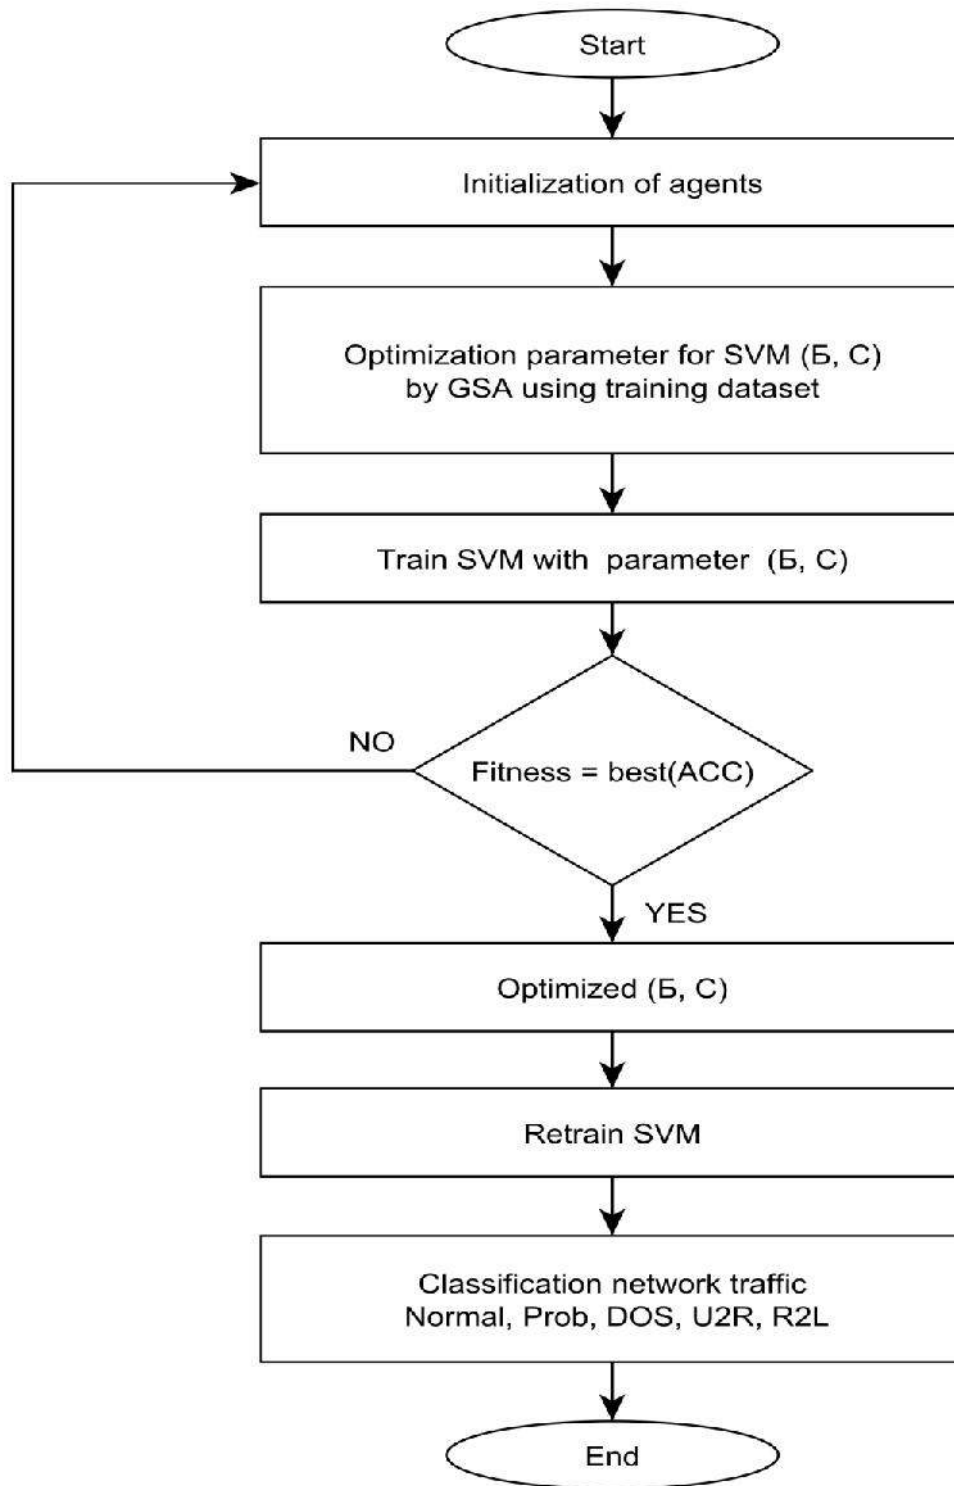 Start
Initialization of agents
Optimization parameter for SVM (Б, C)
by GSA using training dataset
Train SVM with parameter (Б, C)
NO
Fitness = best(ACC)
YES
Optimized (Б, C)
Retrain SVM
Classification network traffic
Normal, Prob, DOS, U2R, R2L
End